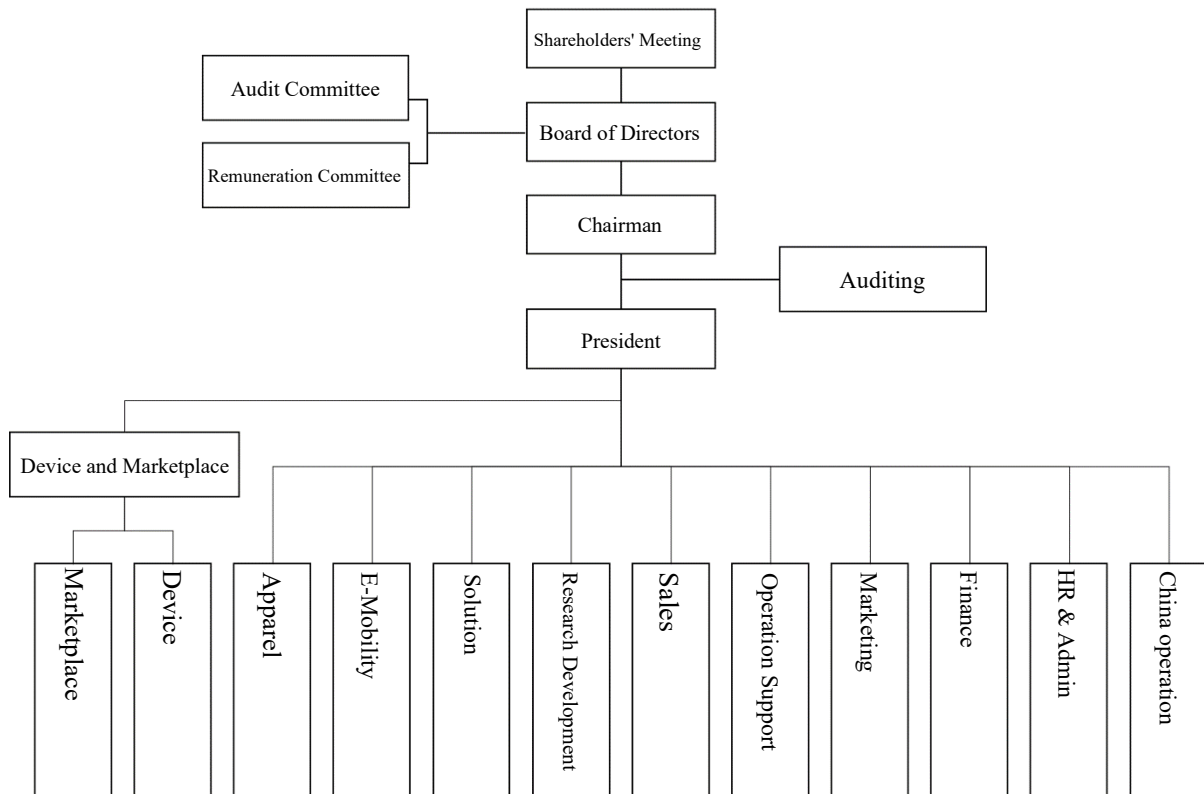 Shareholders' Meeting
Audit Committee
Board of Directors
Remuneration Committee
Chairman
Auditing
President
Device and Marketplace
Marketplace
Device
Apparel
E-Mobility
Solution
Research Development
Sales
Operation Support
Marketing
Finance
HR & Admin
China operation